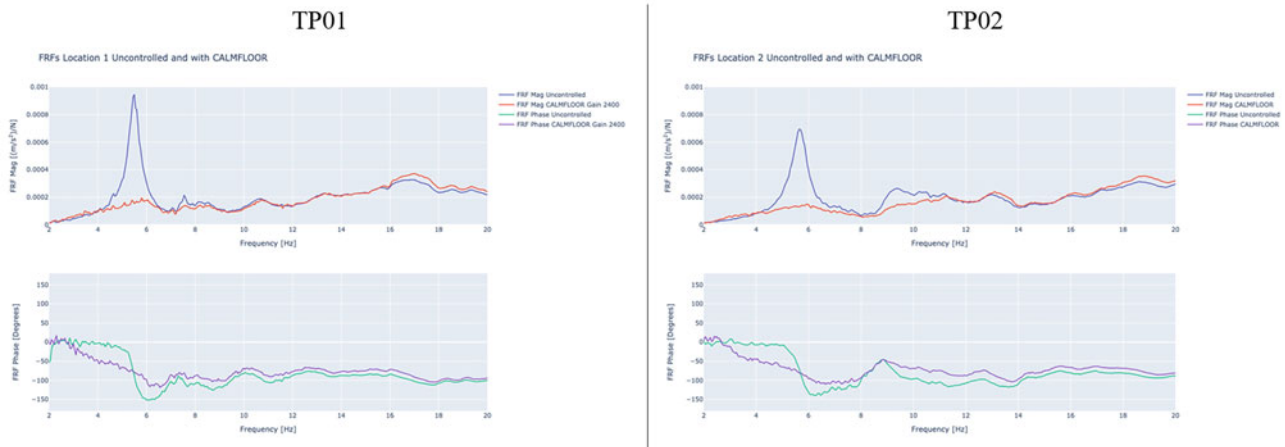 TP01
FRFs Location 1 Uncontrolled and with CALMFLOOR
FRF Mag [(m/s²)/N]
0.001
0.0008
0.0006
0.0004
0.0002
0
2 4 6 8 10 12 14 16 18 20
Frequency [Hz]
FRF Mag Uncontrolled
FRF Mag CALMFLOOR Gain 2400
FRF Phase Uncontrolled
FRF Phase CALMFLOOR Gain 2400
FRF Phase [Degrees]
150
100
50
0
−50
−100
−150
2 4 6 8 10 12 14 16 18 20
Frequency [Hz]
TP02
FRFs Location 2 Uncontrolled and with CALMFLOOR
FRF Mag [(m/s²)/N]
0.001
0.0008
0.0006
0.0004
0.0002
0
2 4 6 8 10 12 14 16 18 20
Frequency [Hz]
FRF Mag Uncontrolled
FRF Mag CALMFLOOR
FRF Phase Uncontrolled
FRF Phase CALMFLOOR
FRF Phase [Degrees]
150
100
50
0
−50
−100
−150
2 4 6 8 10 12 14 16 18 20
Frequency [Hz]